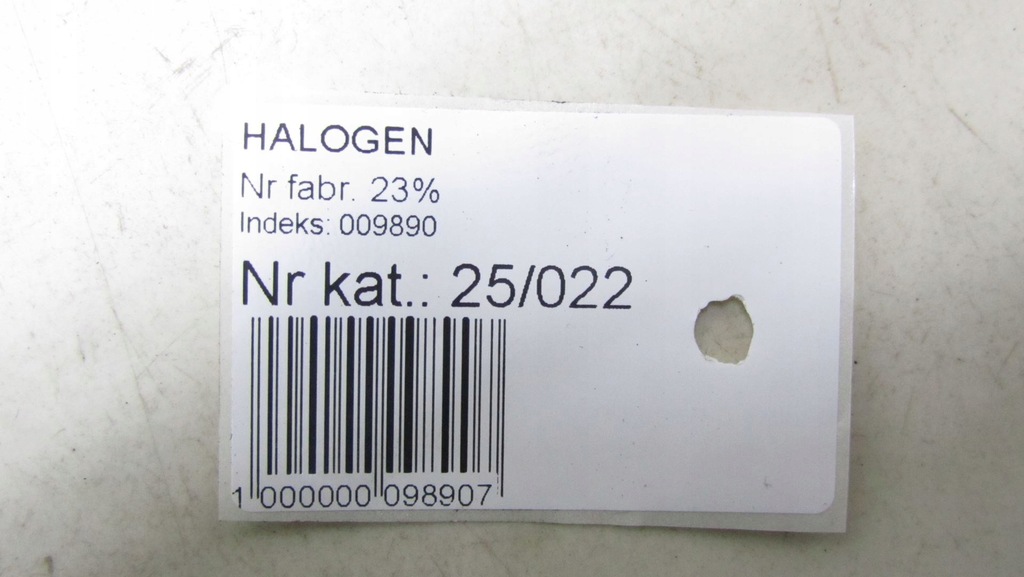 HALOGEN
Nr fabr. 23%
Indeks: 009890
Nr kat.: 25/022
1 000000 098907